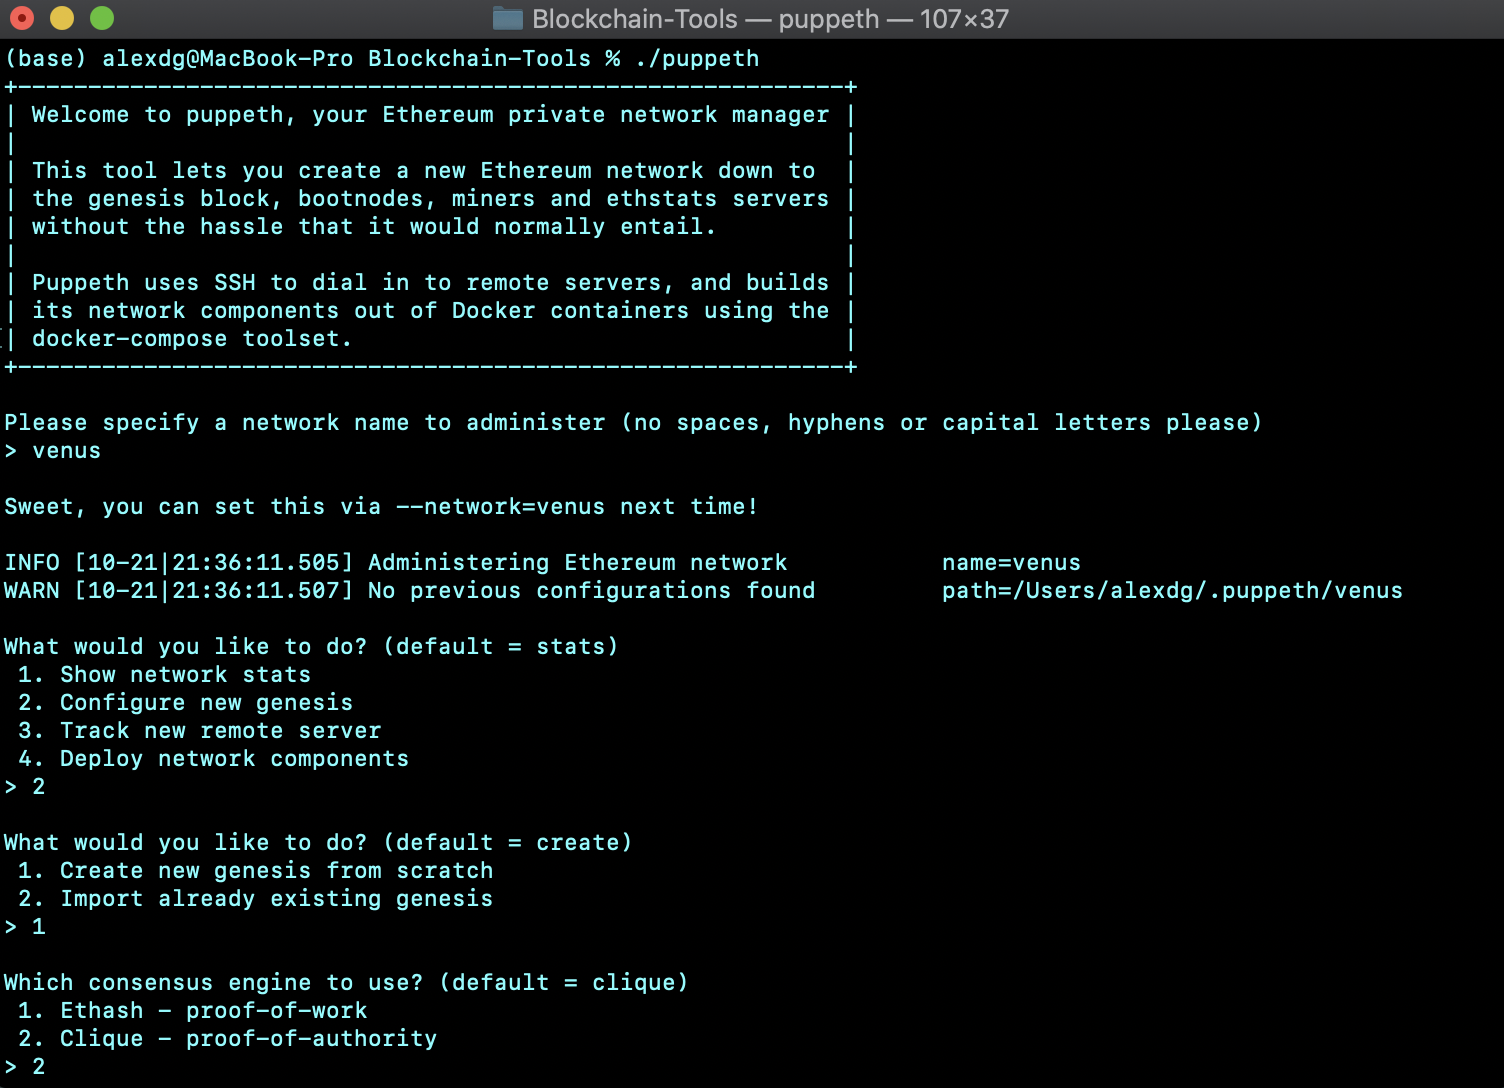 Blockchain-Tools — puppeth — 107×37
(base) alexdg@MacBook-Pro Blockchain-Tools % ./puppeth
+-----------------------------------------------------------+
| Welcome to puppeth, your Ethereum private network manager |
|                                                           |
| This tool lets you create a new Ethereum network down to  |
| the genesis block, bootnodes, miners and ethstats servers |
| without the hassle that it would normally entail.         |
|                                                           |
| Puppeth uses SSH to dial in to remote servers, and builds |
| its network components out of Docker containers using the |
| docker-compose toolset.                                   |
+-----------------------------------------------------------+
Please specify a network name to administer (no spaces, hyphens or capital letters please)
> venus
Sweet, you can set this via --network=venus next time!
INFO [10-21|21:36:11.505] Administering Ethereum network           name=venus
WARN [10-21|21:36:11.507] No previous configurations found         path=/Users/alexdg/.puppeth/venus
What would you like to do? (default = stats)
 1. Show network stats
 2. Configure new genesis
 3. Track new remote server
 4. Deploy network components
> 2
What would you like to do? (default = create)
 1. Create new genesis from scratch
 2. Import already existing genesis
> 1
Which consensus engine to use? (default = clique)
 1. Ethash - proof-of-work
 2. Clique - proof-of-authority
> 2